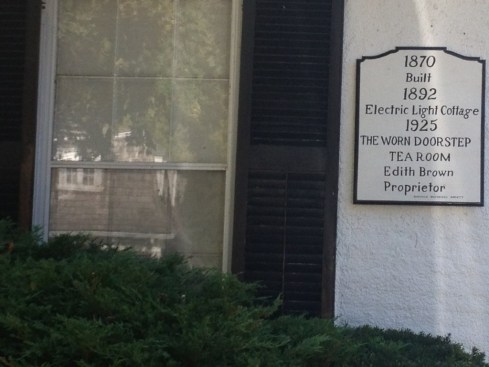 1870
Built
1892
Electric Light Cottage
1925
THE WORN DOORSTEP
TEA ROOM
Edith Brown
Proprietor